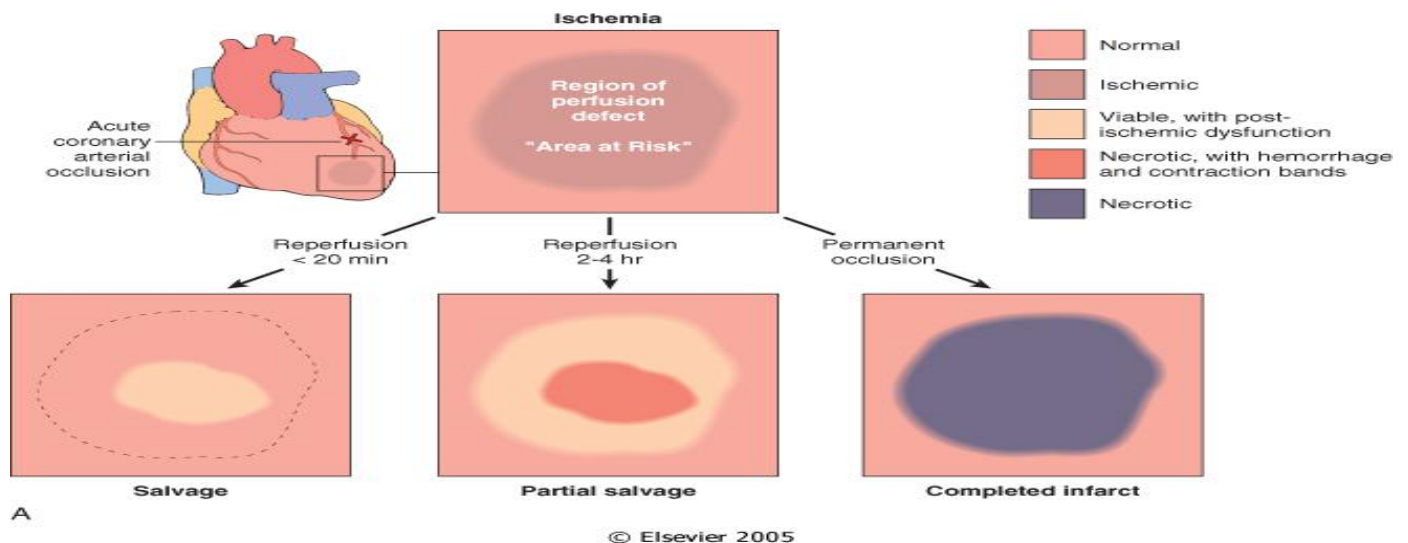 Ischemia
Region of
perfusion
defect
"Area at Risk"
Acute
coronary
arterial
occlusion
Normal
Ischemic
Viable, with post-
ischemic dysfunction
Necrotic, with hemorrhage
and contraction bands
Necrotic
Reperfusion
< 20 min
Reperfusion
2-4 hr
Permanent
occlusion
Salvage
Partial salvage
Completed infarct
A
© Elsevier 2005